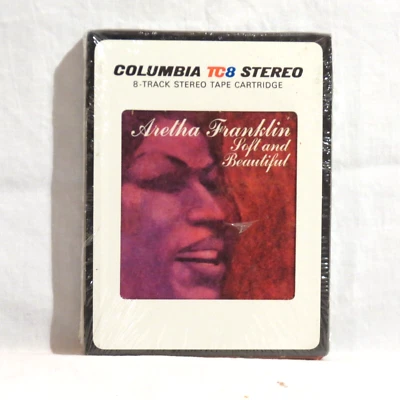 COLUMBIA TC8 STEREO
8-TRACK STEREO TAPE CARTRIDGE
Aretha Franklin
Soft and
Beautiful